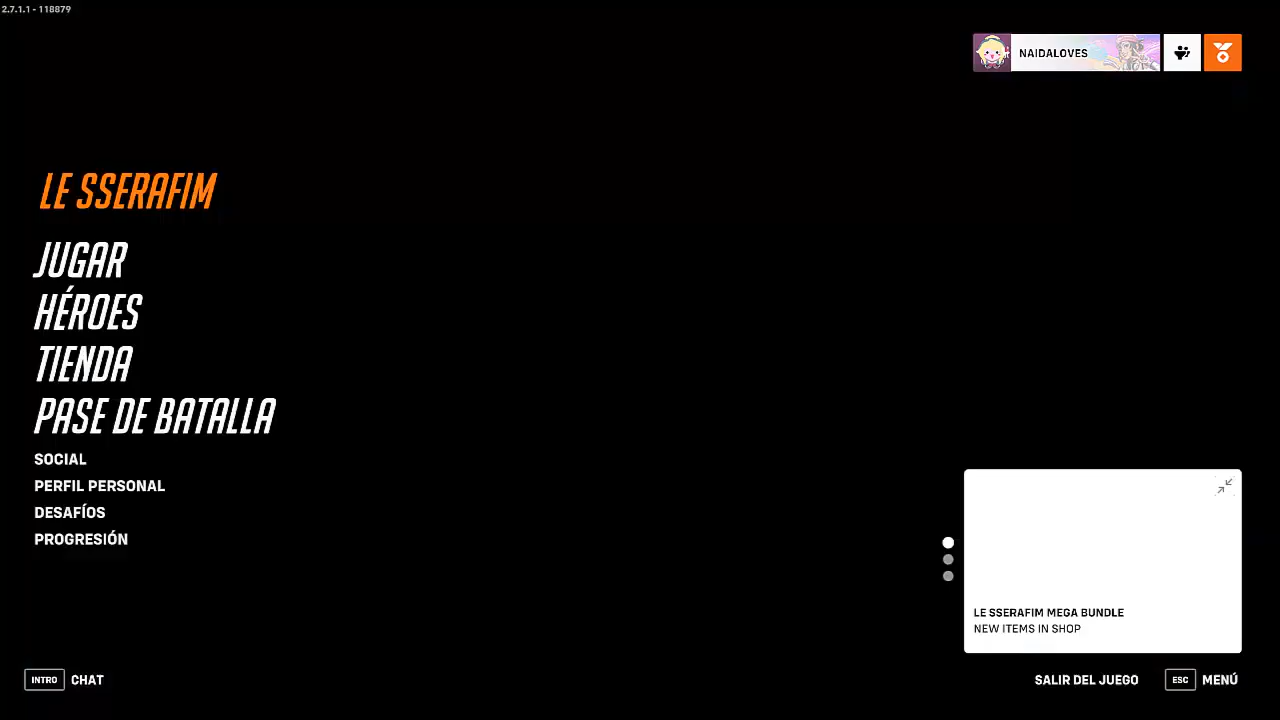 2.7.1.1 - 118879
NAIDALOVES
LE SSERAFIM
JUGAR
HÉROES
TIENDA
PASE DE BATALLA
SOCIAL
PERFIL PERSONAL
DESAFÍOS
PROGRESIÓN
LE SSERAFIM MEGA BUNDLE
NEW ITEMS IN SHOP
INTRO CHAT
SALIR DEL JUEGO ESC MENÚ